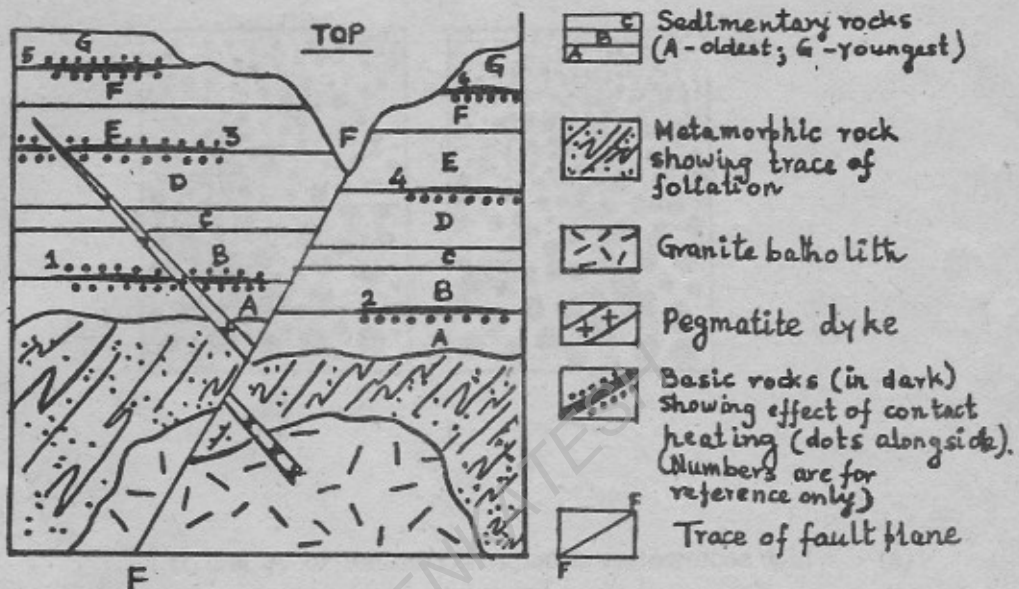 TOP
G
5
F
E 3
D
C
1 B
A
F
G
6
F
E
4
D
C
B
2
A
F
C
B
A
Sedimentary rocks
(A-oldest; G-youngest)
Metamorphic rock
showing trace of
foliation
Granite batholith
Pegmatite dyke
Basic rocks (in dark)
showing effect of contact
heating (dots alongside).
(Numbers are for
reference only)
F
F
Trace of fault plane